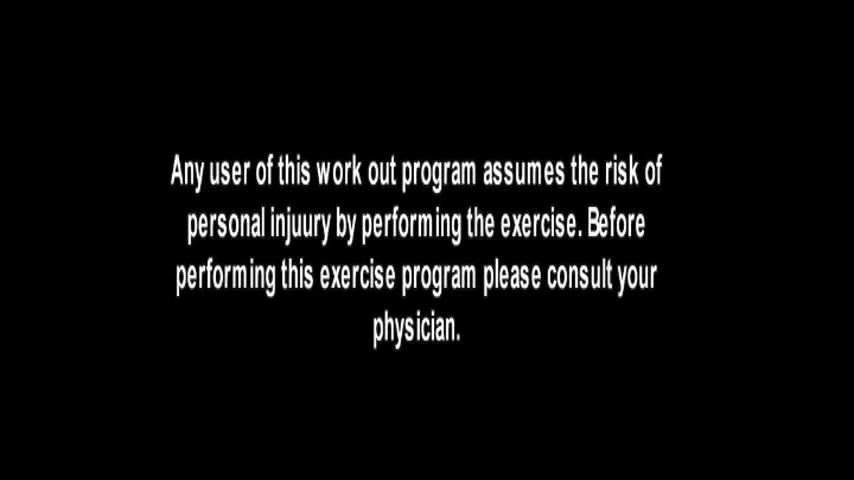 Any user of this work out program assumes the risk of
personal injuury by performing the exercise. Before
performing this exercise program please consult your
physician.